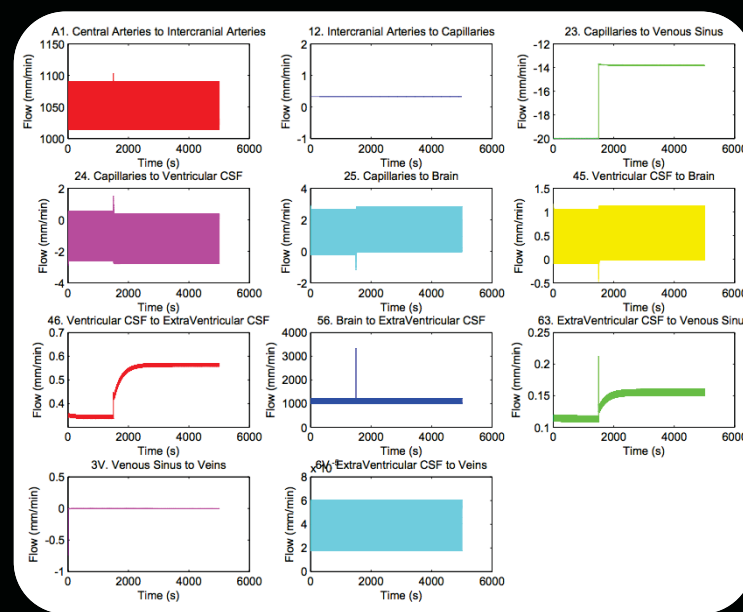 A1. Central Arteries to Intercranial Arteries
1150
1100
1050
1000
Flow (mm/min)
0 2000 4000 6000
Time (s)
12. Intercranial Arteries to Capillaries
2
1
0
-1
Flow (mm/min)
0 2000 4000 6000
Time (s)
23. Capillaries to Venous Sinus
-12
-14
-16
-18
-20
Flow (mm/min)
0 2000 4000 6000
Time (s)
24. Capillaries to Ventricular CSF
2
0
-2
-4
Flow (mm/min)
0 2000 4000 6000
Time (s)
25. Capillaries to Brain
4
2
0
-2
Flow (mm/min)
0 2000 4000 6000
Time (s)
45. Ventricular CSF to Brain
1.5
1
0.5
0
-0.5
Flow (mm/min)
0 2000 4000 6000
Time (s)
46. Ventricular CSF to ExtraVentricular CSF
0.7
0.6
0.5
0.4
Flow (mm/min)
0 2000 4000 6000
Time (s)
56. Brain to ExtraVentricular CSF
4000
3000
2000
1000
0
Flow (mm/min)
0 2000 4000 6000
Time (s)
63. ExtraVentricular CSF to Venous Sinu
0.25
0.2
0.15
0.1
Flow (mm/min)
0 2000 4000 6000
Time (s)
3V. Venous Sinus to Veins
0.5
0
-0.5
-1
Flow (mm/min)
0 2000 4000 6000
Time (s)
ExtraVentricular CSF to Veins
8
6
4
2
0
Flow (mm/min)
0 2000 4000 6000
Time (s)